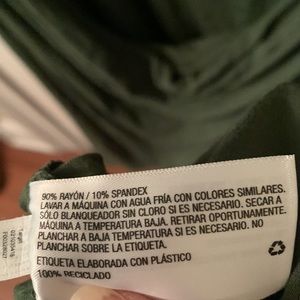 90% RAYÓN / 10% SPANDEX
LAVAR A MÁQUINA CON AGUA FRÍA CON COLORES SIMILARES.
SÓLO BLANQUEADOR SIN CLORO SI ES NECESARIO. SECAR A
MÁQUINA A TEMPERATURA BAJA. RETIRAR OPORTUNAMENTE.
PLANCHAR A BAJA TEMPERATURA SI ES NECESARIO. NO
PLANCHAR SOBRE LA ETIQUETA.
ETIQUETA ELABORADA CON PLÁSTICO
100% RECICLADO